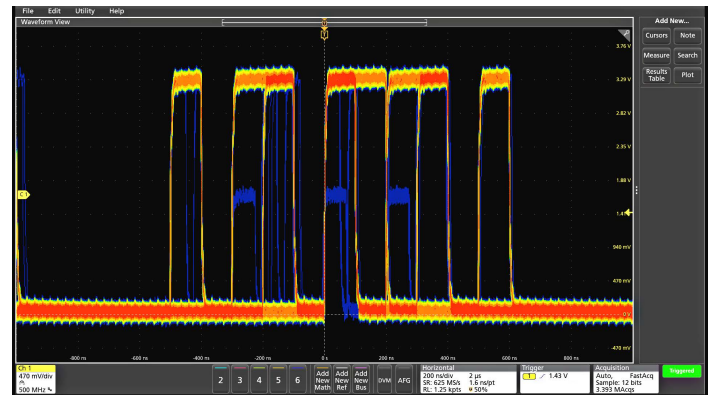 File Edit Utility Help
Waveform View
Add New...
Cursors Note
Measure Search
Results Table Plot
3.76 V
3.29 V
2.82 V
2.35 V
1.88 V
C1
1.41
940 mV
470 mV
0 V
-470 mV
-800 ns -600 ns -400 ns -200 ns 0 s 200 ns 400 ns 600 ns 800 ns
Ch 1
470 mV/div
500 MHz
2 3 4 5 6
Add New Math
Add New Ref
Add New Bus
DVM AFG
Horizontal
200 ns/div 2 µs
SR: 625 MS/s 1.6 ns/pt
RL: 1.25 kpts 50%
Trigger
1 1.43 V
Acquisition
Auto, FastAcq
Sample: 12 bits
3.393 MAcqs
Triggered